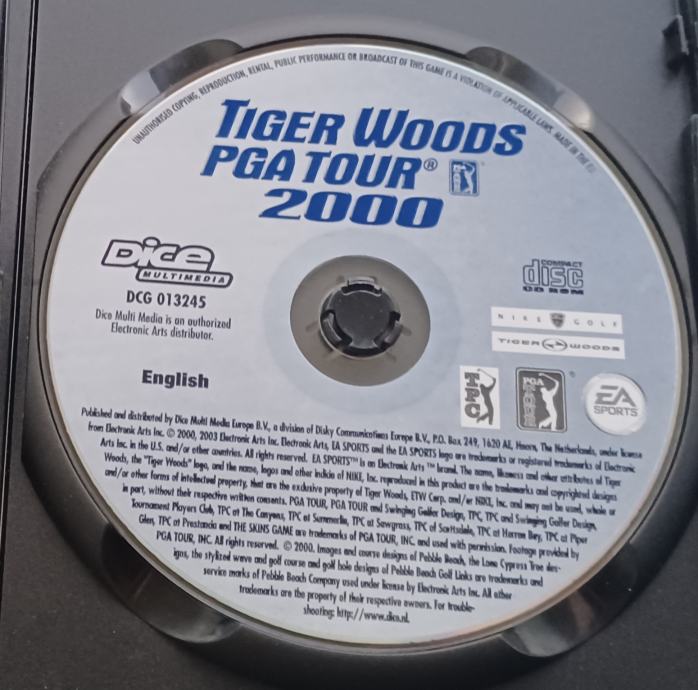 UNAUTHORISED COPYING, REPRODUCTION, RENTAL, PUBLIC PERFORMANCE OR BROADCAST OF THIS GAME IS A VIOLATION OF APPLICABLE LAWS. MADE IN THE EU
TIGER WOODS
PGA TOUR®
2000
Dice
MULTIMEDIA
DCG 013245
Dice Multi Media is an authorized
Electronic Arts distributor.
English
COMPACT
disc
CD ROM
NIKE GOLF
TIGER WOODS
TPC
PGA TOUR
EA
SPORTS
Published and distributed by Dice Multi Media Europe B.V., a division of Disky Communications Europe B.V., P.O. Box 249, 1620 AE, Hoorn, The Netherlands, under license
from Electronic Arts Inc. © 2000, 2003 Electronic Arts Inc. Electronic Arts, EA SPORTS and the EA SPORTS logo are trademarks or registered trademarks of Electronic
Arts Inc. in the U.S. and/or other countries. All rights reserved. EA SPORTS™ is an Electronic Arts™ brand. The name, likeness and other attributes of Tiger
Woods, the "Tiger Woods" logo, and the name, logos and other indicia of NIKE, Inc. reproduced in this product are the trademarks and copyrighted designs
and/or other forms of intellectual property, that are the exclusive property of Tiger Woods, ETW Corp. and/or NIKE, Inc. and may not be used, whole or
in part, without their respective written consents. PGA TOUR, PGA TOUR and Swinging Golfer Design, TPC, TPC and Swinging Golfer Design,
Tournament Players Club, TPC at The Canyons, TPC at Summerlin, TPC at Sawgrass, TPC of Scottsdale, TPC at Heron Bay, TPC at Piper
Glen, TPC at Prestancia and THE SKINS GAME are trademarks of PGA TOUR, INC. and used with permission. Footage provided by
PGA TOUR, INC. All rights reserved. © 2000. Images and course designs of Pebble Beach, the Lone Cypress Tree des-
igns, the stylized wave and golf course and golf hole designs of Pebble Beach Golf Links are trademarks and
service marks of Pebble Beach Company used under license by Electronic Arts Inc. All other
trademarks are the property of their respective owners. For trouble-
shooting: http://www.dice.nl.